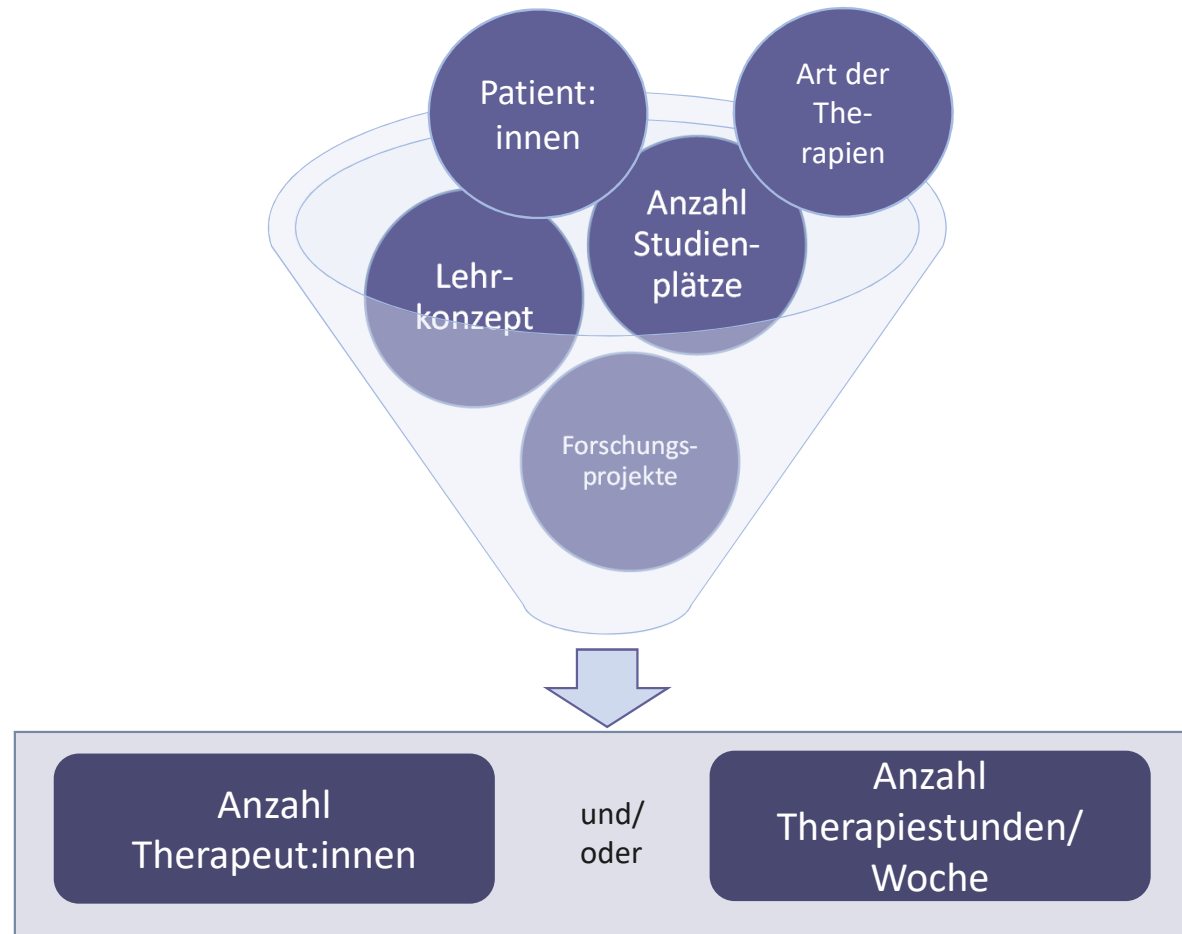 Patient:
innen
Art der
The-
rapien
Anzahl
Studien-
plätze
Lehr-
konzept
Forschungs-
projekte
Anzahl
Therapeut:innen
und/
oder
Anzahl
Therapiestunden/
Woche